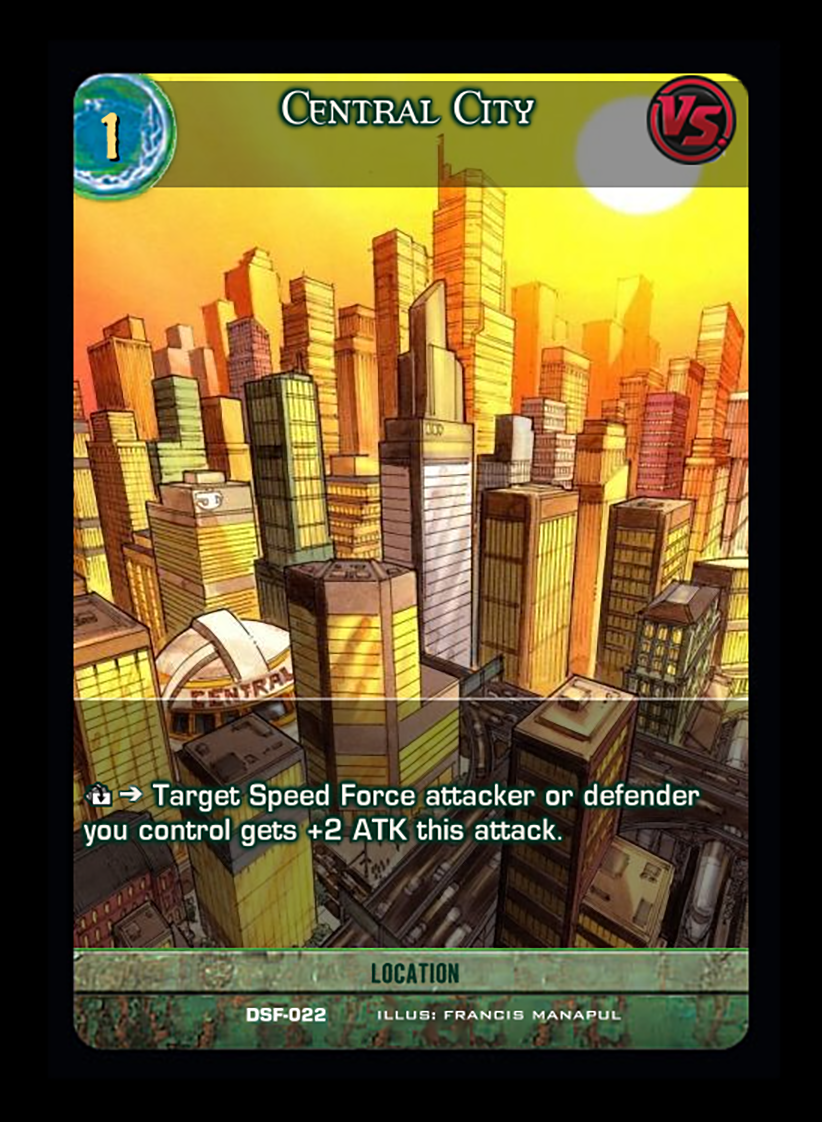 1
Central City
VS.
CENTRAL
→ Target Speed Force attacker or defender
you control gets +2 ATK this attack.
LOCATION
DSF-022 ILLUS: FRANCIS MANAPUL